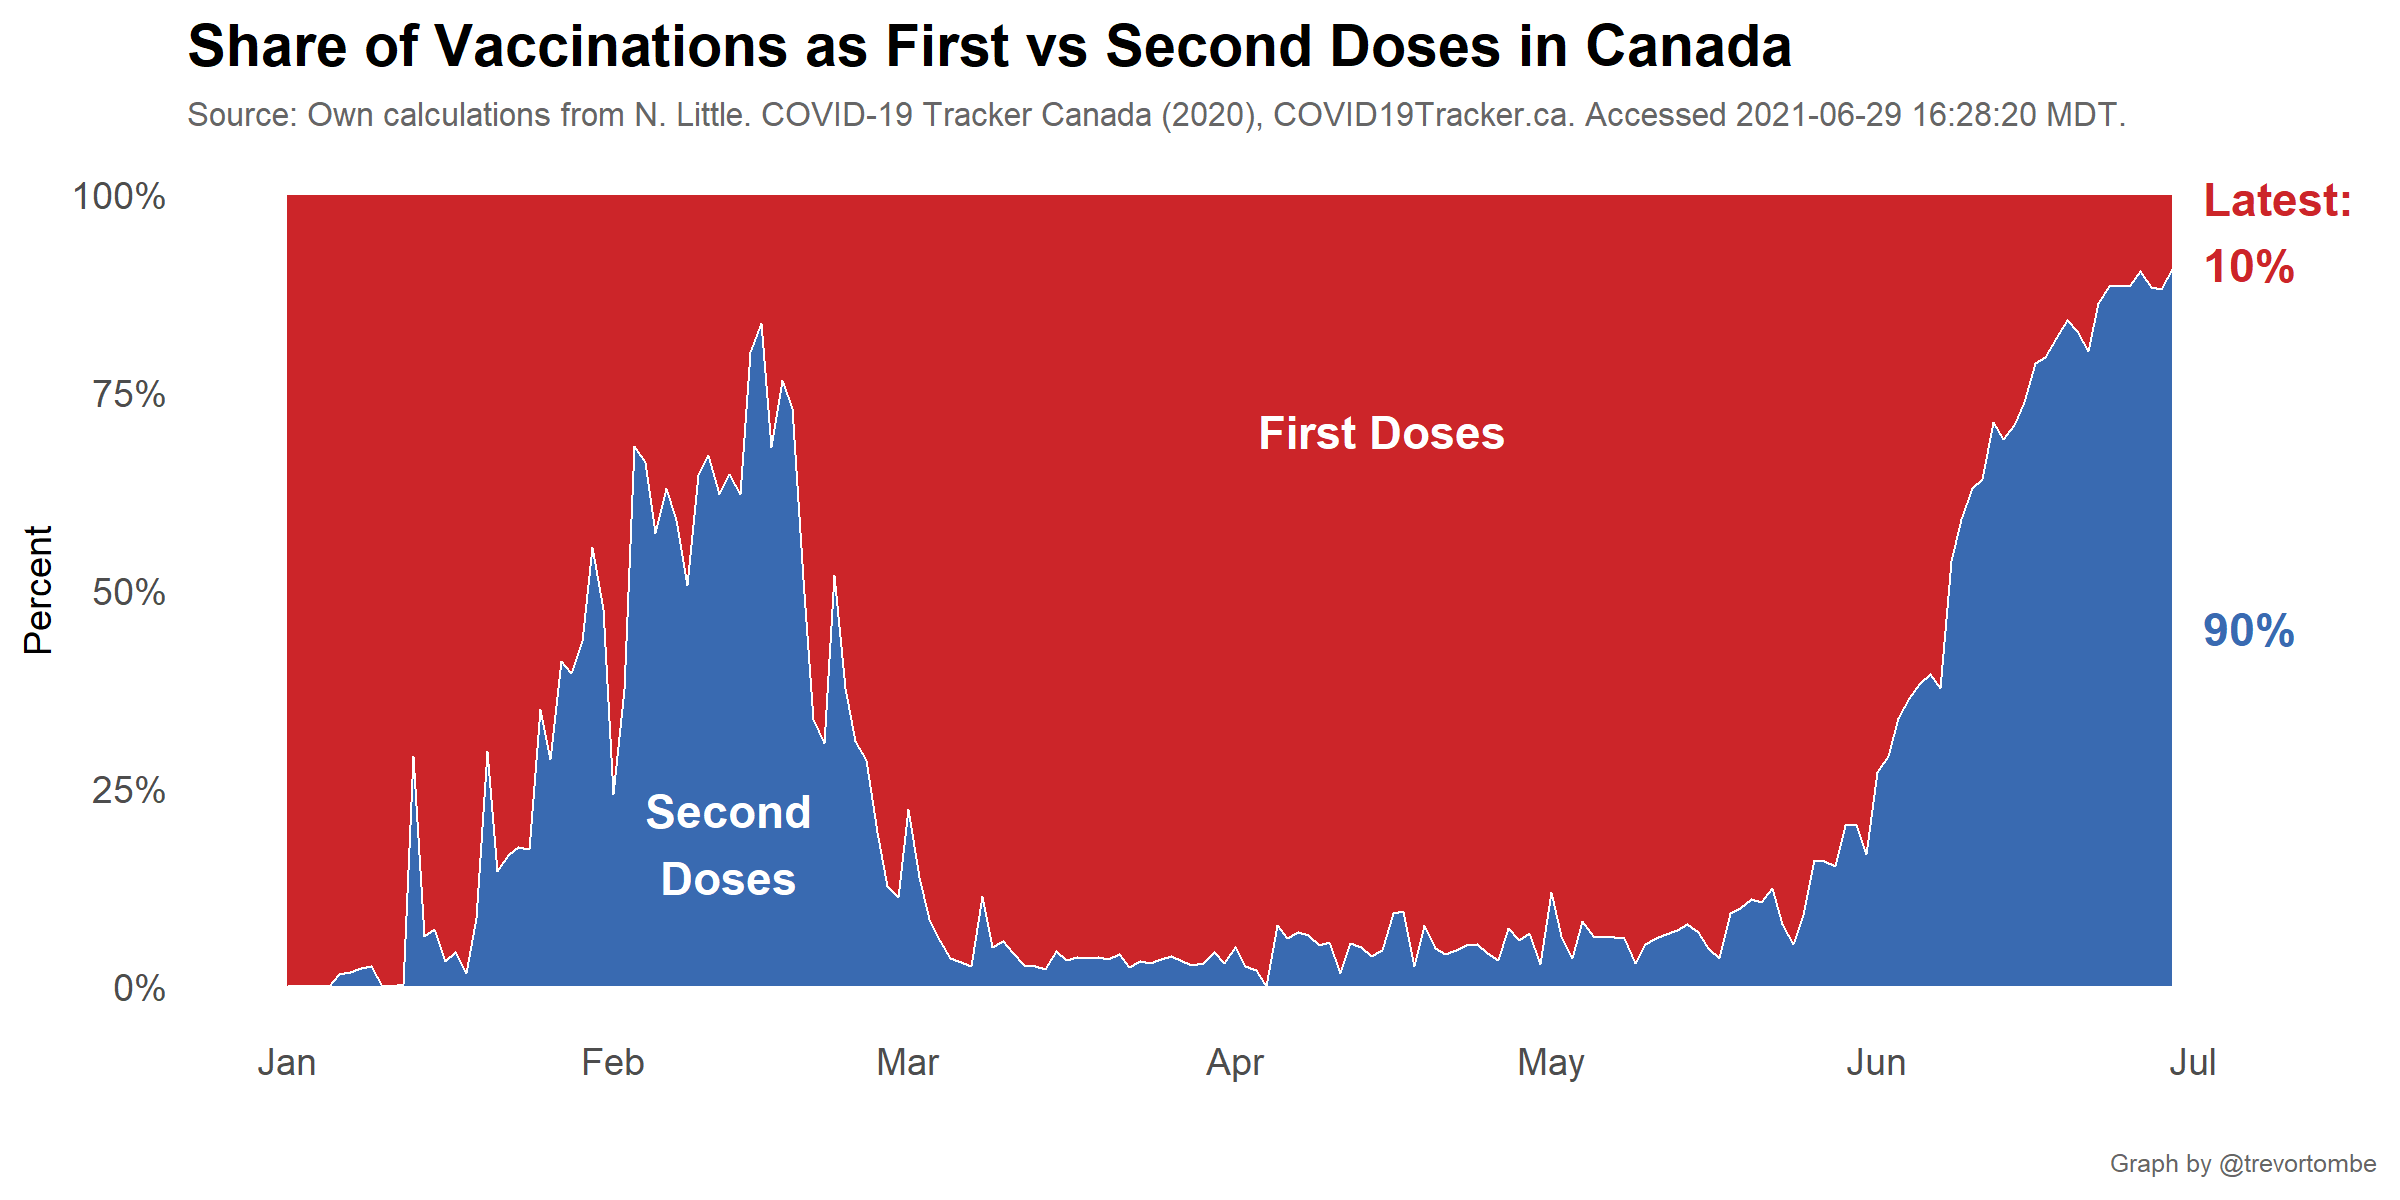 Share of Vaccinations as First vs Second Doses in Canada
Source: Own calculations from N. Little. COVID-19 Tracker Canada (2020), COVID19Tracker.ca. Accessed 2021-06-29 16:28:20 MDT.
100%
75%
50%
25%
0%
Percent
First Doses
Second
Doses
Latest:
10%
90%
Jan
Feb
Mar
Apr
May
Jun
Jul
Graph by @trevortombe